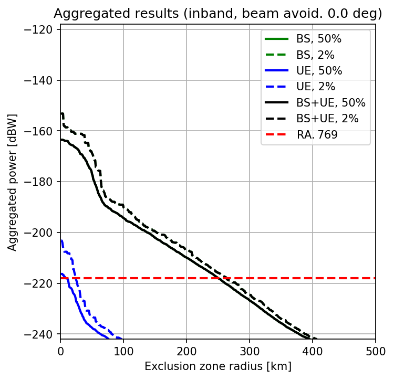 Aggregated results (inband, beam avoid. 0.0 deg)
BS, 50%
BS, 2%
UE, 50%
UE, 2%
BS+UE, 50%
BS+UE, 2%
RA. 769
Aggregated power [dBW]
−120
−140
−160
−180
−200
−220
−240
0 100 200 300 400 500
Exclusion zone radius [km]